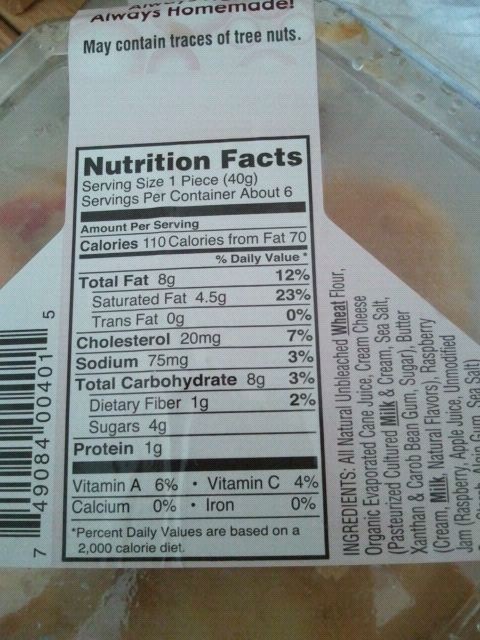 Always Homemade!
May contain traces of tree nuts.
Nutrition Facts
Serving Size 1 Piece (40g)
Servings Per Container About 6
Amount Per Serving
Calories 110 Calories from Fat 70
% Daily Value*
Total Fat 8g 12%
Saturated Fat 4.5g 23%
Trans Fat 0g 0%
Cholesterol 20mg 7%
Sodium 75mg 3%
Total Carbohydrate 8g 3%
Dietary Fiber 1g 2%
Sugars 4g
Protein 1g
Vitamin A 6% • Vitamin C 4%
Calcium 0% • Iron 0%
*Percent Daily Values are based on a
2,000 calorie diet.
7 49084 00401 5
INGREDIENTS: All Natural Unbleached Wheat Flour,
Organic Evaporated Cane Juice, Cream Cheese
(Pasteurized Cultured Milk & Cream, Sea Salt,
Xanthan & Carob Bean Gum, Sugar), Butter
(Cream, Milk, Natural Flavors), Raspberry
Jam (Raspberry, Apple Juice, Unmodified
Gum, Sea Salt)